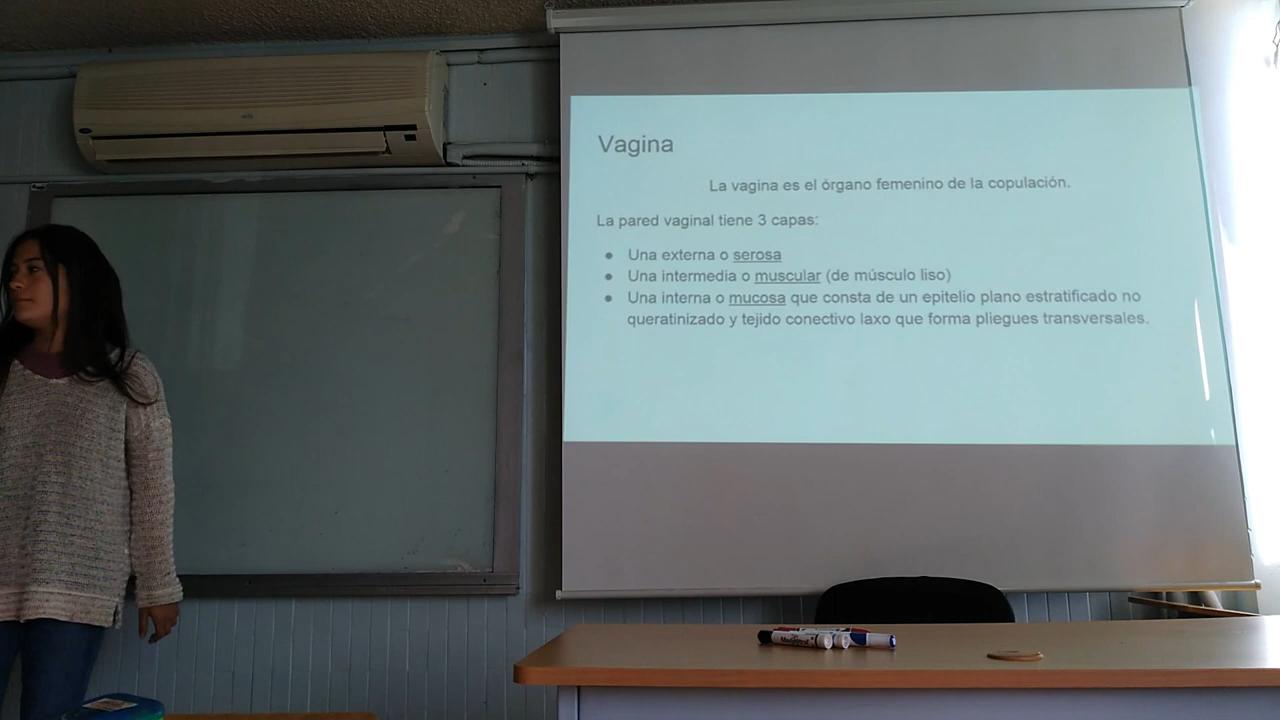 Vagina
La vagina es el órgano femenino de la copulación.
La pared vaginal tiene 3 capas:
● Una externa o serosa
● Una intermedia o muscular (de músculo liso)
● Una interna o mucosa que consta de un epitelio plano estratificado no
queratinizado y tejido conectivo laxo que forma pliegues transversales.